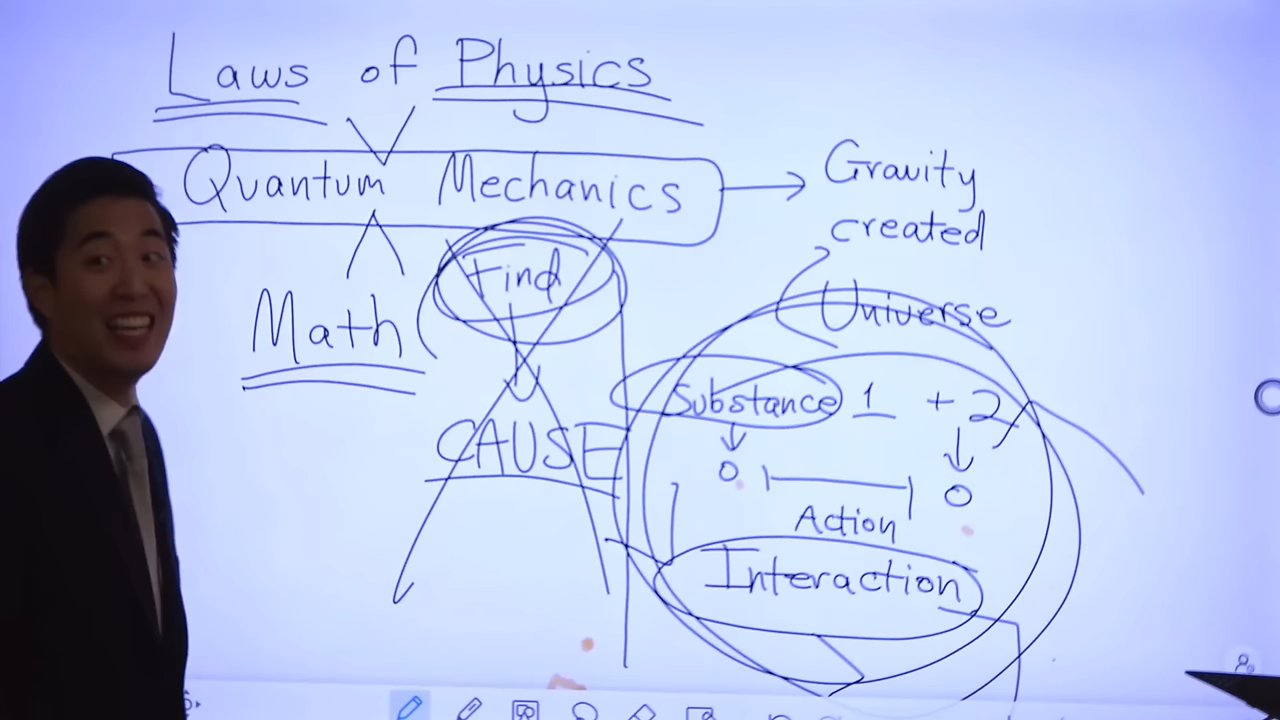 Laws of Physics
Quantum Mechanics
Gravity
created
Universe
Find
Math
CAUSE
Substance 1 + 2
Action
Interaction